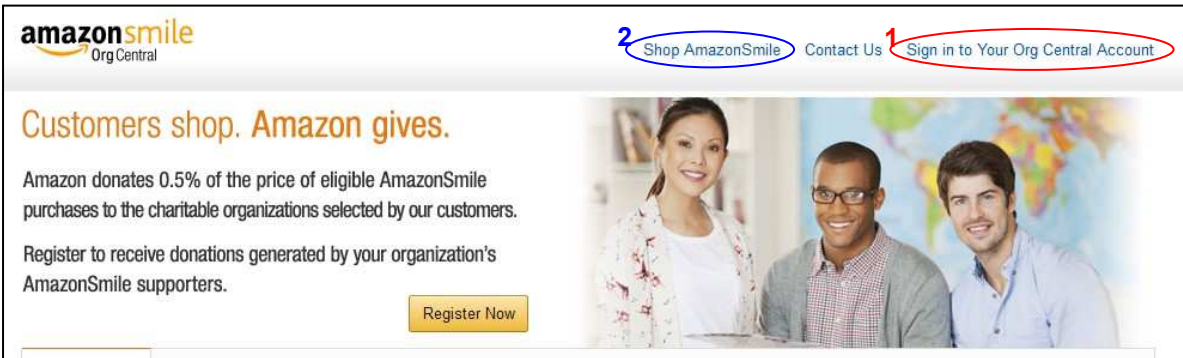 amazonsmile
Org Central
2 Shop AmazonSmile Contact Us 1 Sign in to Your Org Central Account
Customers shop. Amazon gives.
Amazon donates 0.5% of the price of eligible AmazonSmile
purchases to the charitable organizations selected by our customers.
Register to receive donations generated by your organization's
AmazonSmile supporters.
Register Now